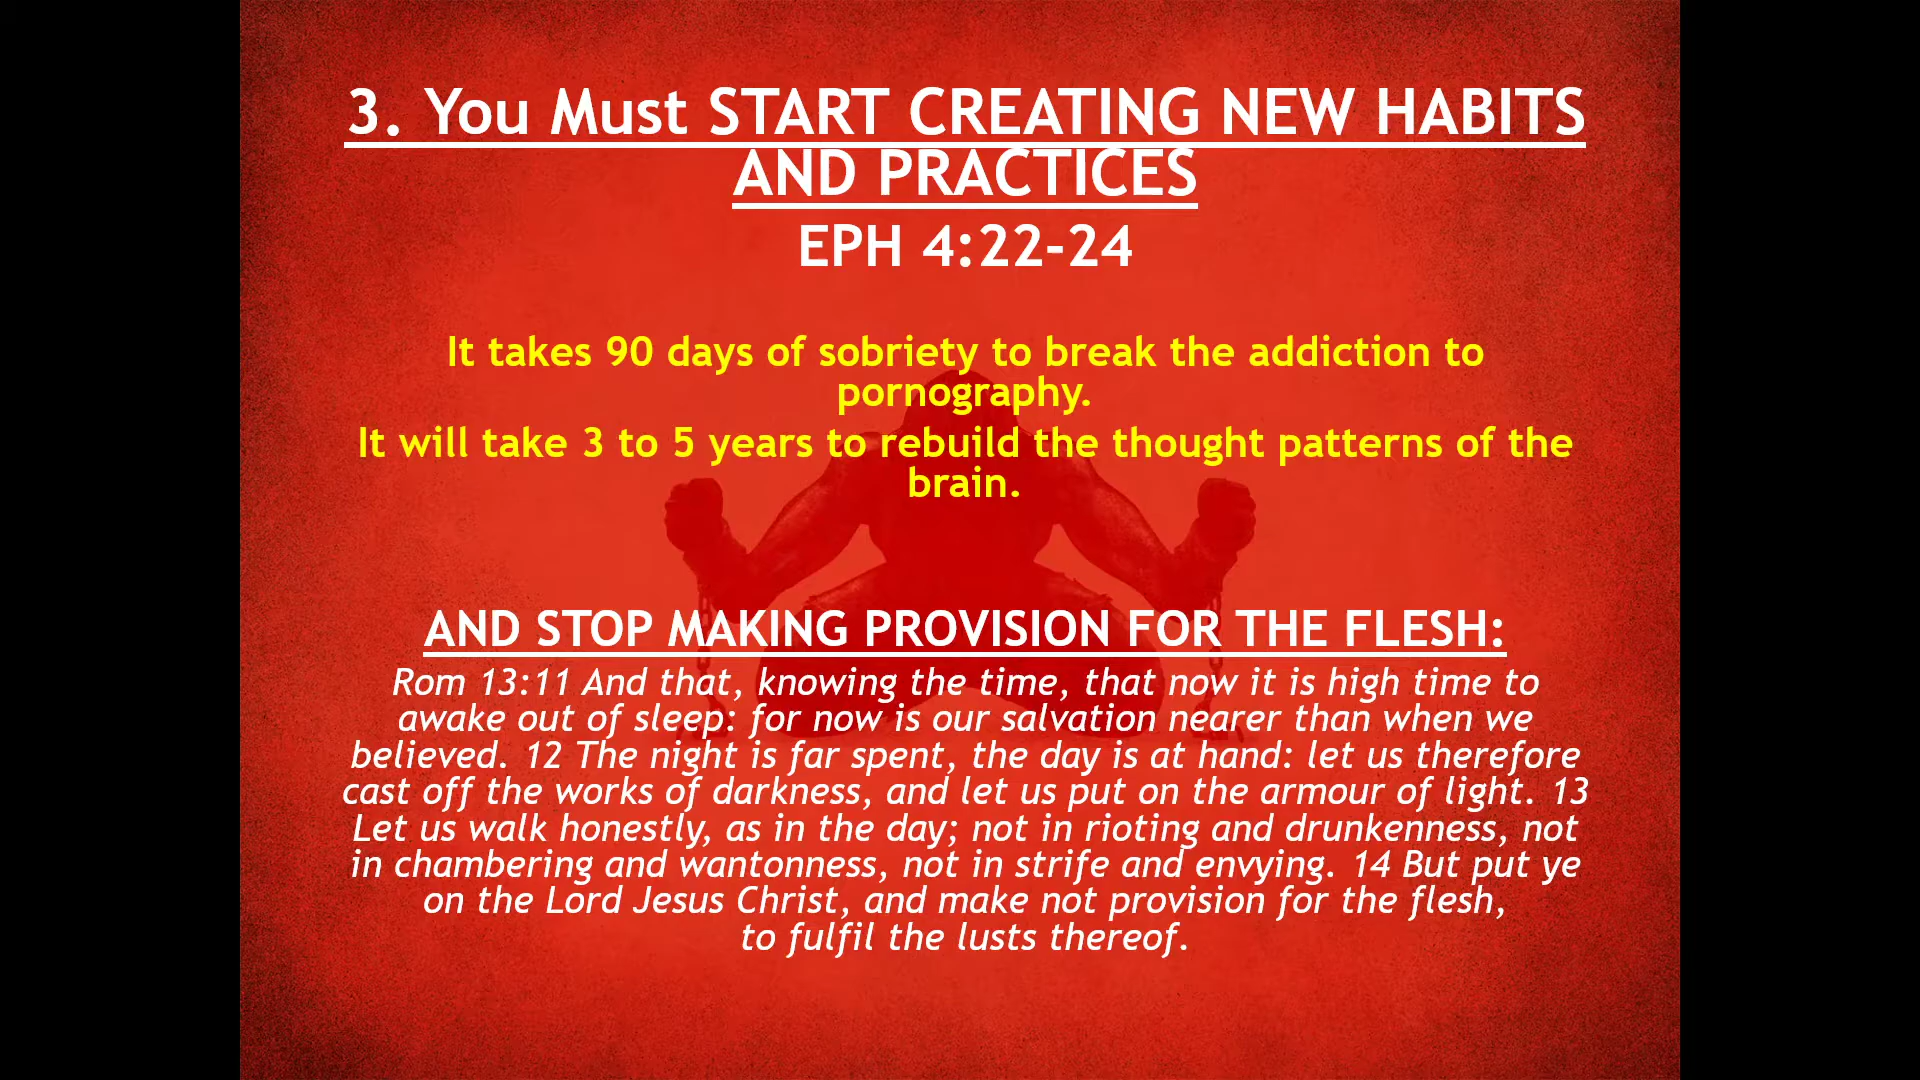 3. You Must START CREATING NEW HABITS
AND PRACTICES
EPH 4:22-24
It takes 90 days of sobriety to break the addiction to
pornography.
It will take 3 to 5 years to rebuild the thought patterns of the
brain.
AND STOP MAKING PROVISION FOR THE FLESH:
Rom 13:11 And that, knowing the time, that now it is high time to
awake out of sleep: for now is our salvation nearer than when we
believed. 12 The night is far spent, the day is at hand: let us therefore
cast off the works of darkness, and let us put on the armour of light. 13
Let us walk honestly, as in the day; not in rioting and drunkenness, not
in chambering and wantonness, not in strife and envying. 14 But put ye
on the Lord Jesus Christ, and make not provision for the flesh,
to fulfil the lusts thereof.